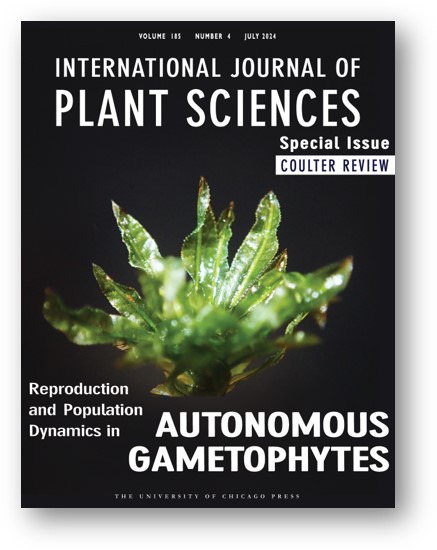 VOLUME 185 NUMBER 4 JULY 2024
INTERNATIONAL JOURNAL OF
PLANT SCIENCES
Special Issue
COULTER REVIEW
Reproduction
and Population
Dynamics in
AUTONOMOUS
GAMETOPHYTES
THE UNIVERSITY OF CHICAGO PRESS